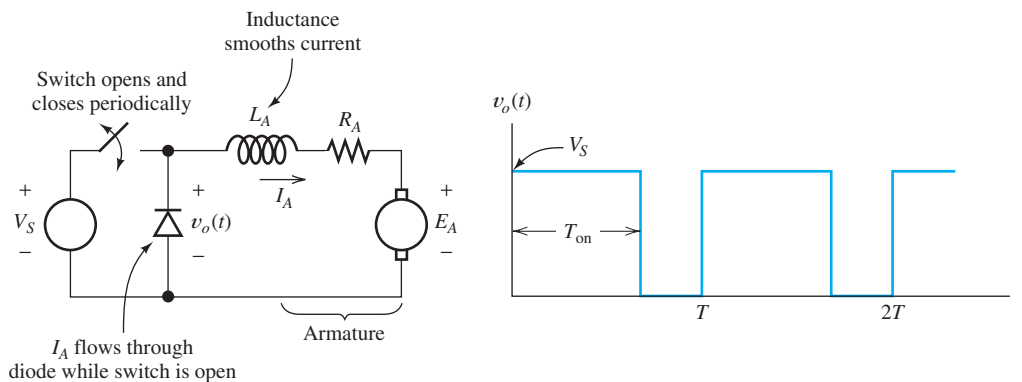 Inductance
smooths current
Switch opens and
closes periodically
L_A
R_A
+
V_S
−
+
v_o(t)
−
I_A
+
E_A
−
Armature
I_A flows through
diode while switch is open
v_o(t)
V_S
T_on
T
2T